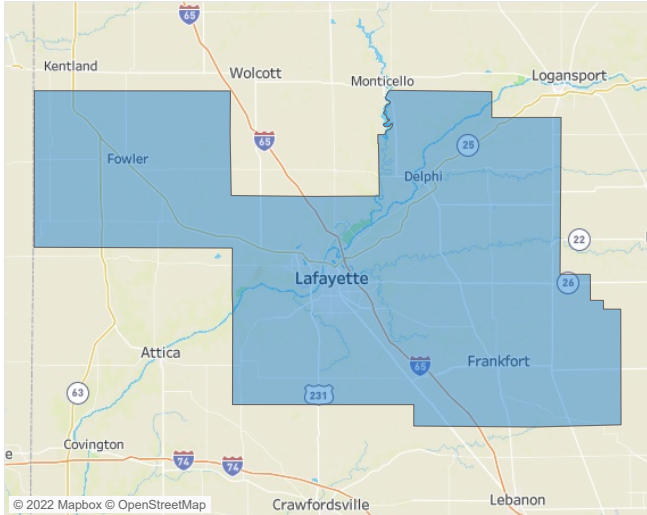 65
Kentland
Wolcott
Monticello
Logansport
65
25
Fowler
Delphi
22
Lafayette
26
Attica
Frankfort
65
63
231
Covington
e
74
74
Crawfordsville
Lebanon
© 2022 Mapbox © OpenStreetMap